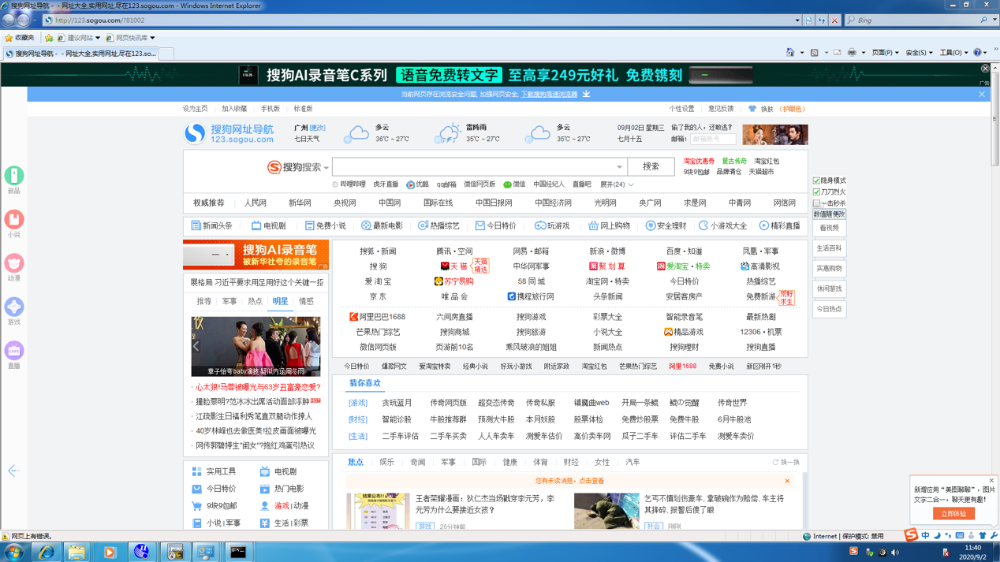 搜狗网址导航 - - 网址大全,实用网址,尽在123.sogou.com - Windows Internet Explorer
http://123.sogou.com/?81002
Bing
收藏夹 建议网站 网页快讯库
搜狗网址导航 - - 网址大全,实用网址,尽在123.so...
页面(P) 安全(S) 工具(O)
搜狗AI录音笔C系列 语音免费转文字 至高享249元好礼 免费镌刻
广告
当前网页存在浏览安全问题, 加强网页安全, 下载搜狗高速浏览器
设为主页 加入收藏 手机版 标准版 个性设置 意见反馈 换肤 (护眼色)
搜狗网址导航
123.sogou.com
广州 [更改]
七日天气
多云
36℃ ~ 27℃
雷阵雨
35℃ ~ 27℃
多云
35℃ ~ 27℃
09月02日 星期三 偷了我的人，还敢逃?
七月十五 邮箱: 邮箱账号
搜狗搜索 搜索
淘宝优惠券 复古传奇 淘宝红包
9块9包邮 品牌清仓 天猫超市
哔哩哔哩 虎牙直播 优酷 qq邮箱 微信网页版 微信 中国经纪人 直播吧 展开(24)
权威推荐 人民网 新华网 央视网 中国网 国际在线 中国日报网 中国经济网 光明网 央广网 求是网 中青网 网信网
新闻头条 电视剧 免费小说 最新电影 热播综艺 今日特价 玩游戏 网上购物 安全理财 小游戏大全 精彩直播
新品
小说
动漫
游戏
直播
隐身模式
刀刀烈火
一击秒杀
数值随便改
看视频
生活百科
实惠购物
休闲游戏
今日热点
搜狗AI录音笔
被新华社夸的录音笔
广告
展格局 习近平要求用足用好这个关键一招
推荐 军事 热点 明星 情感
章子怡夸baby演技 疑似内涵周冬雨
心太狠!马蓉被曝光与63岁丑富豪恋爱?
撞脸蔡明?范冰冰出席活动面部浮肿
江疏影生日福利秀笔直双腿动作撩人
40岁林峰也去做医美!拉皮画面被曝光
网传郭碧婷生"闺女"?拖红鸡蛋引热议
实用工具 电视剧
今日特价 热门电影
9块9包邮 游戏 | 动漫
小说 | 军事 生活 | 彩票
搜狐 • 新闻 腾讯 • 空间 网易 • 邮箱 新浪 • 微博 百度 • 知道 凤凰 • 军事
搜 狗 天 猫 天猫精选 中华网军事 聚 划 算 爱淘宝 • 特卖 高清影视
爱 淘 宝 苏宁易购 58 同 城 淘宝网 • 特卖 今日特价 热播综艺
京 东 唯 品 会 携程旅行网 头条新闻 安居客房产 免费新游 荒野求生
阿里巴巴1688 六间房直播 搜狗游戏 彩票大全 智能录音笔 最新热剧
芒果热门综艺 搜狗商城 搜狗旅游 小说大全 精品游戏 12306 • 机票
微信网页版 页游前10名 乘风破浪的姐姐 新闻热点 搜狗理财 搜狗直播
今日特价 爆款网文 爱淘宝特卖 经典小说 好玩小游戏 附近家政 淘宝红包 芒果热门综艺 阿里1688 免费小说 新区刚开1秒
猜你喜欢
[游戏] 贪玩蓝月 传奇网页版 超变态传奇 传奇私服 镇魔曲web 开局一条鲲 鲲の觉醒 传奇世界
[财经] 智能诊股 牛股推荐群 预测大牛股 本月妖股 股票体检 免费炒股票 免费牛股 6月牛股池
[生活] 二手车评估 二手车买卖 人人车卖车 测爱车估价 高价卖车网 瓜子二手车 评估二手车 测爱车卖价
焦点 娱乐 奇闻 军事 国际 健康 体育 财经 女性 汽车 换一换
您有未读消息，点击查看
结果公布!!
王者荣耀漫画：狄仁杰当场戳穿李元芳，李元芳为什么要接近女孩?
游戏 26分钟前
乞丐不慎划伤豪车, 拿破碗作为赔偿, 车主将其摔碎, 报警后傻了眼
社会 刚刚
新增应用“美图聊聊”，图片文字二合一，聊天更有趣!
立即体验
网页上有错误。
Internet | 保护模式: 禁用
中
11:40
2020/9/2